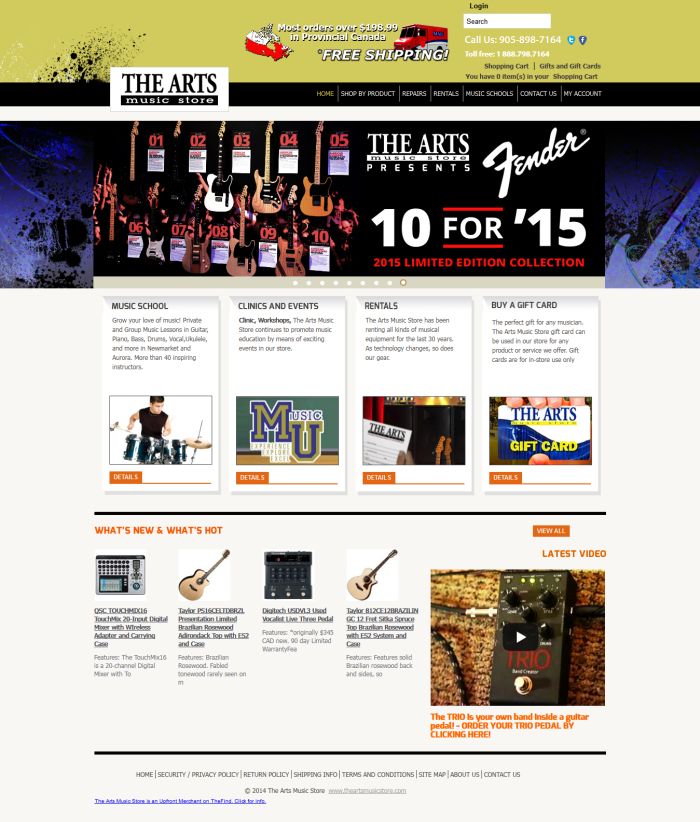 Login
Search
Most orders over $198.99
in Provincial Canada
*FREE SHIPPING!
Call Us: 905-898-7164
Toll free: 1 888.798.7164
Shopping Cart | Gifts and Gift Cards
You have 0 item(s) in your Shopping Cart
THE ARTS
music store
HOME SHOP BY PRODUCT REPAIRS RENTALS MUSIC SCHOOLS CONTACT US MY ACCOUNT
01 02 03 04 05
06 07 08 09 10
THE ARTS
music store
PRESENTS
Fender®
10 FOR '15
2015 LIMITED EDITION COLLECTION
MUSIC SCHOOL
Grow your love of music! Private
and Group Music Lessons in Guitar,
Piano, Bass, Drums, Vocal,Ukulele,
and more in Newmarket and
Aurora. More than 40 inspiring
instructors.
DETAILS
CLINICS AND EVENTS
Clinic, Workshops, The Arts Music
Store continues to promote music
education by means of exciting
events in our store.
MUSIC
MU
EXPERIENCE
EXPLORE
EXCEL
DETAILS
RENTALS
The Arts Music Store has been
renting all kinds of musical
equipment for the last 30 years.
As technology changes, so does
our gear.
THE ARTS
DETAILS
BUY A GIFT CARD
The perfect gift for any musician.
The Arts Music Store gift card can
be used in our store for any
product or service we offer. Gift
cards are for in-store use only
THE ARTS
music store
GIFT CARD
DETAILS
WHAT'S NEW & WHAT'S HOT
VIEW ALL
QSC TOUCHMIX16
TouchMix 20-Input Digital
Mixer with Wireless
Adapter and Carrying
Case
Features: The TouchMix16
is a 20-channel Digital
Mixer with To
Taylor PS16CELTDBRZL
Presentation Limited
Brazilian Rosewood
Adirondack Top with ES2
and Case
Features: Brazilian
Rosewood. Fabled
tonewood rarely seen on
m
Digitech USDVL3 Used
Vocalist Live Three Pedal
Features: *originally $345
CAD new. 90 day Limited
WarrantyFea
Taylor 812CE12BRAZILIN
GC 12 Fret Sitka Spruce
Top Brazilian Rosewood
with ES2 System and
Case
Features: Features solid
Brazilian rosewood back
and sides, so
LATEST VIDEO
DRUMS
TRIO
Band Creator
The TRIO is your own band inside a guitar
pedal! - ORDER YOUR TRIO PEDAL BY
CLICKING HERE!
HOME SECURITY / PRIVACY POLICY RETURN POLICY SHIPPING INFO TERMS AND CONDITIONS SITE MAP ABOUT US CONTACT US
© 2014 The Arts Music Store www.theartsmusicstore.com
The Arts Music Store is an Upfront Merchant on TheFind. Click for info.